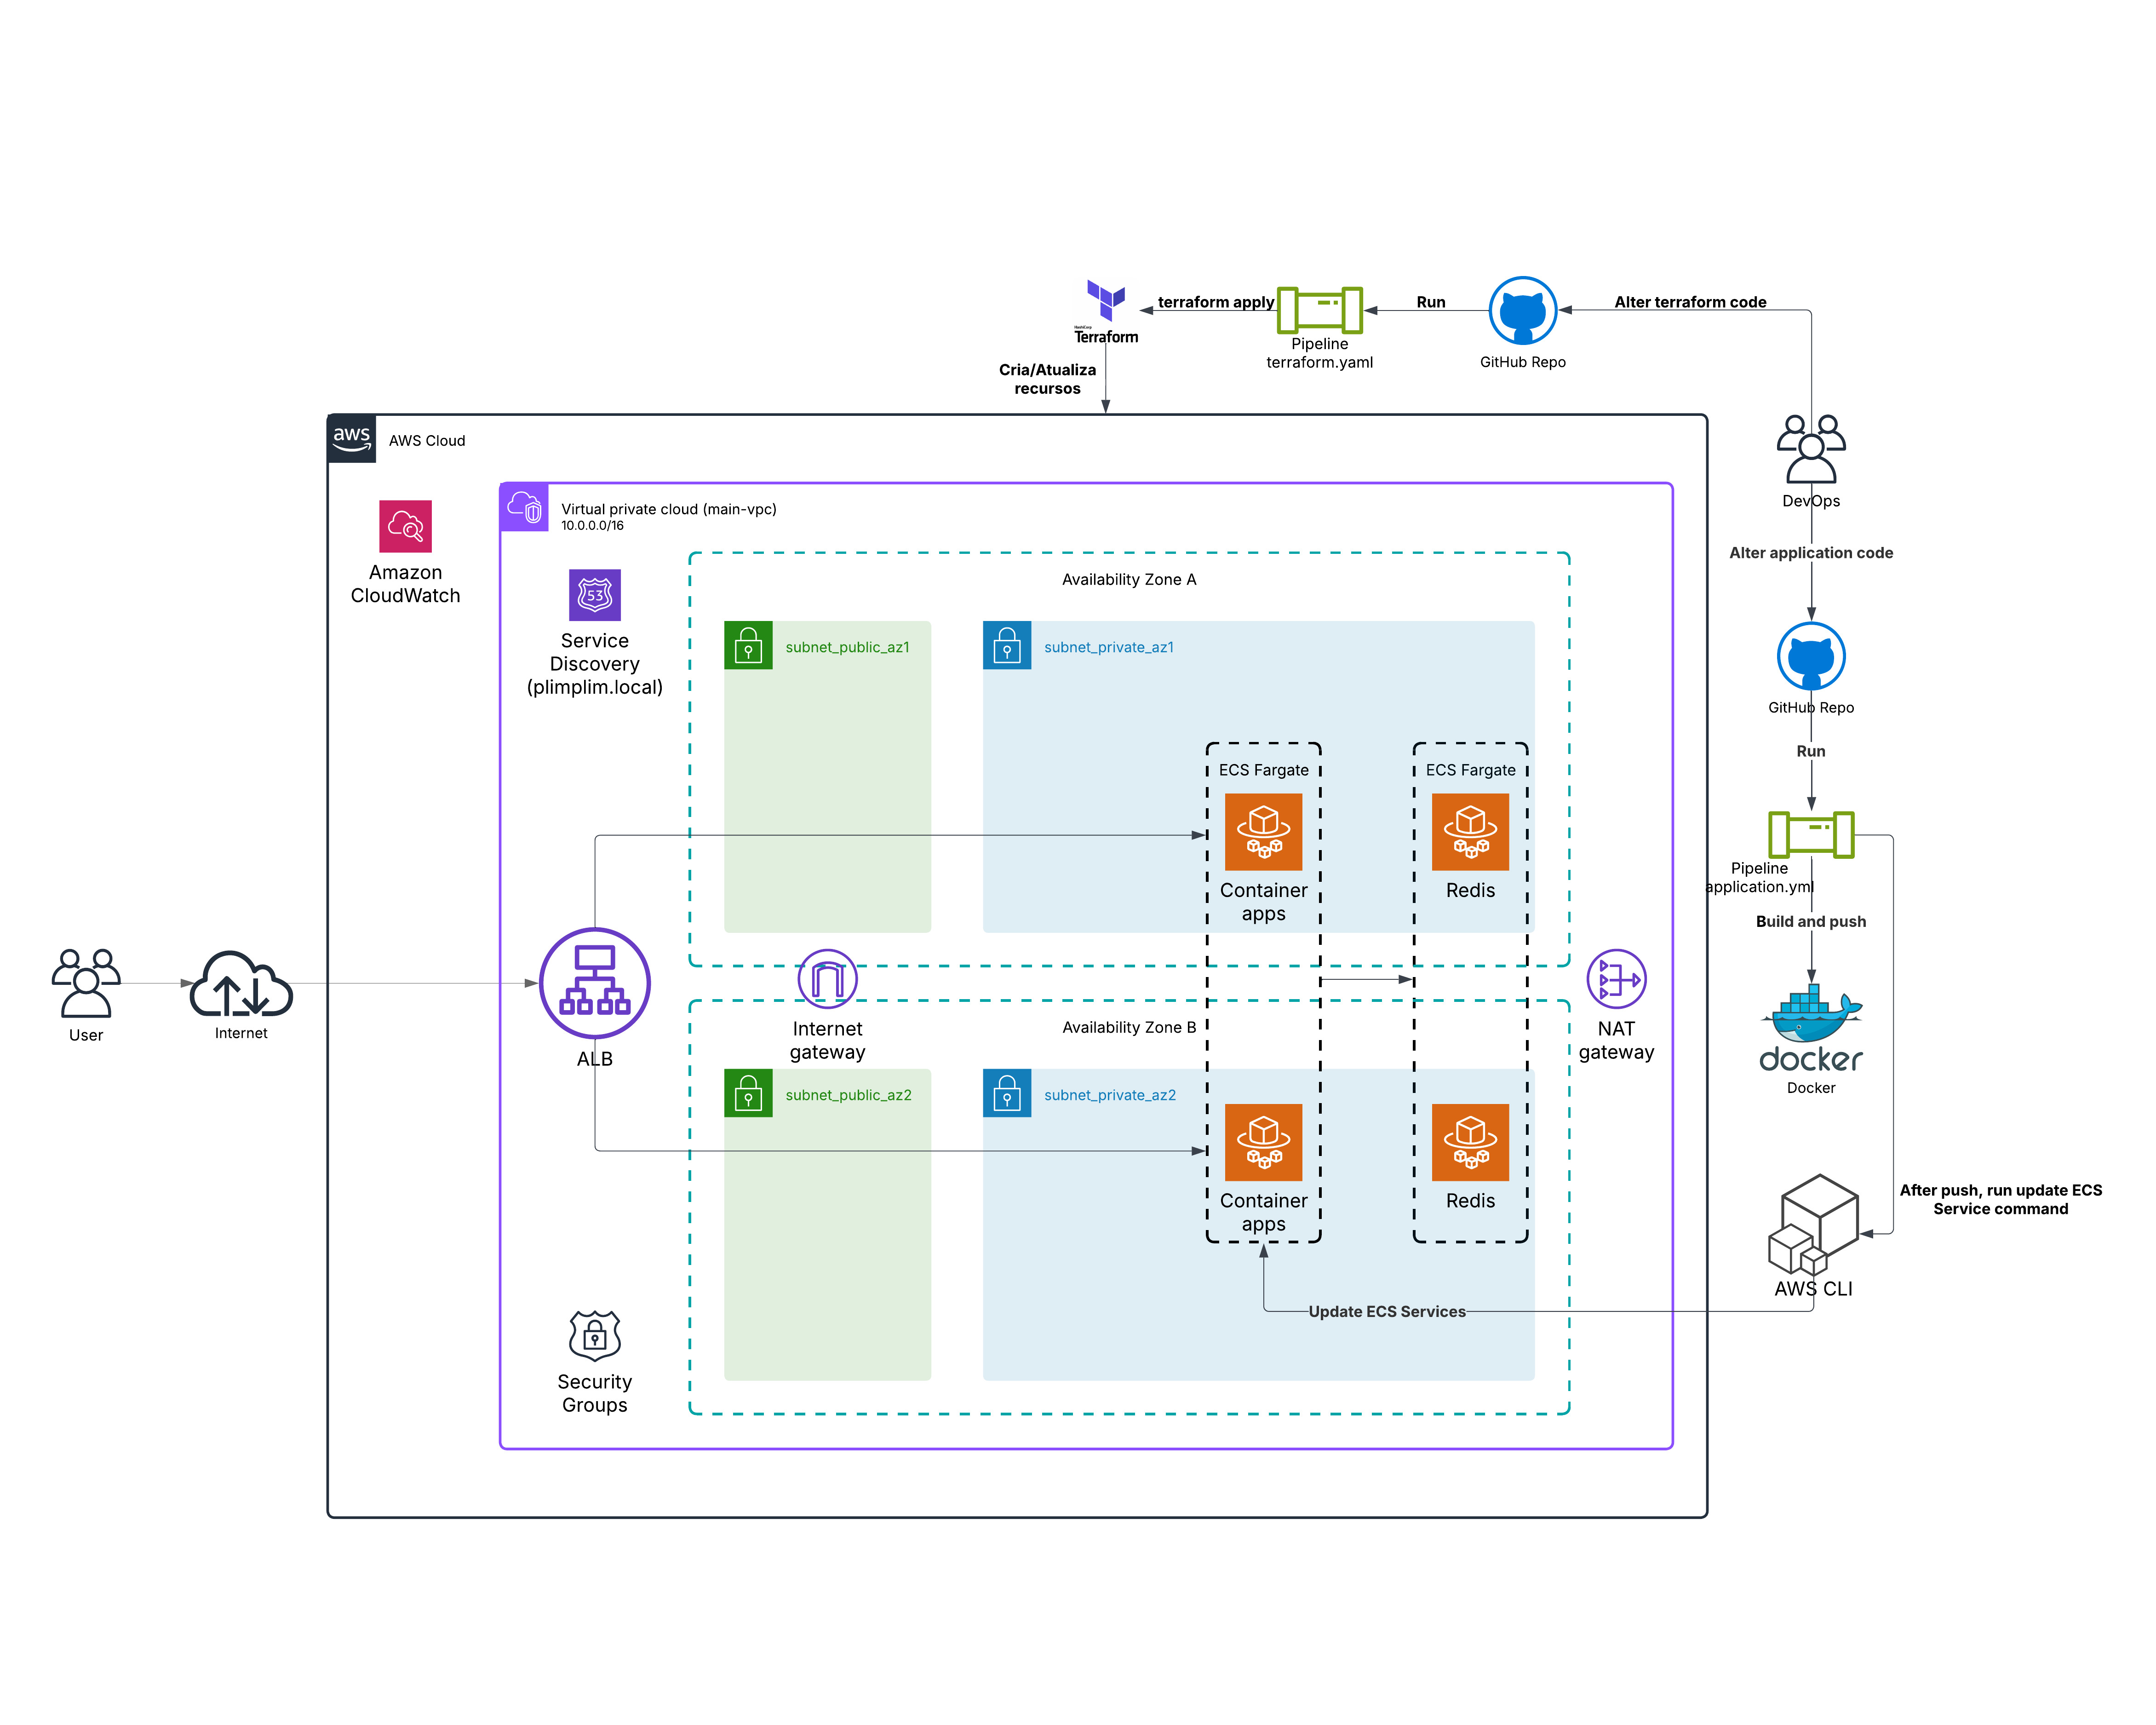 HashiCorp
Terraform
terraform apply
Pipeline
terraform.yaml
Run
GitHub Repo
Alter terraform code
Cria/Atualiza
recursos
aws
AWS Cloud
Amazon
CloudWatch
Virtual private cloud (main-vpc)
10.0.0.0/16
53
Service
Discovery
(plimplim.local)
Availability Zone A
subnet_public_az1
subnet_private_az1
ECS Fargate
Container
apps
ECS Fargate
Redis
User
Internet
ALB
Internet
gateway
NAT
gateway
Availability Zone B
subnet_public_az2
subnet_private_az2
Container
apps
Redis
Update ECS Services
Security
Groups
DevOps
Alter application code
GitHub Repo
Run
Pipeline
application.yml
Build and push
docker
Docker
After push, run update ECS
Service command
AWS CLI